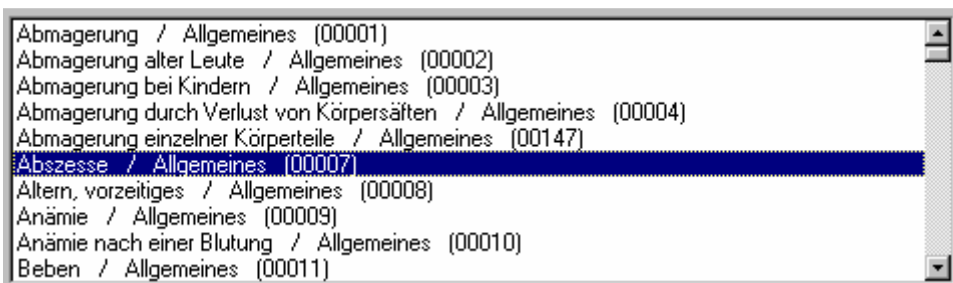 Abmagerung / Allgemeines (00001)
Abmagerung alter Leute / Allgemeines (00002)
Abmagerung bei Kindern / Allgemeines (00003)
Abmagerung durch Verlust von Körpersäften / Allgemeines (00004)
Abmagerung einzelner Körperteile / Allgemeines (00147)
Abszesse / Allgemeines (00007)
Altern, vorzeitiges / Allgemeines (00008)
Anämie / Allgemeines (00009)
Anämie nach einer Blutung / Allgemeines (00010)
Beben / Allgemeines (00011)